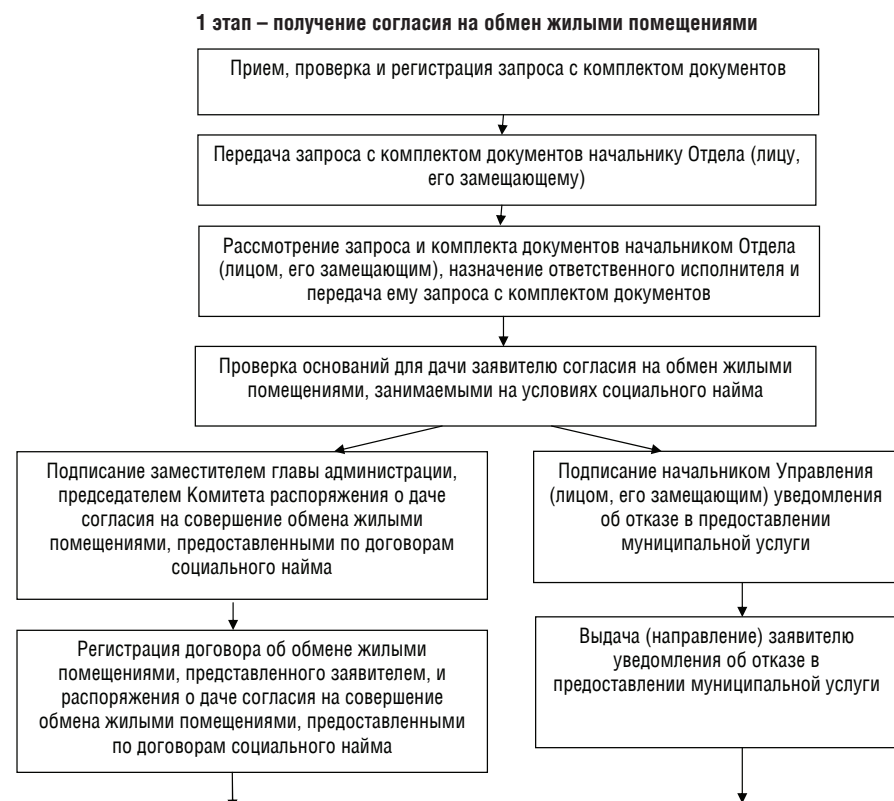 1 этап – получение согласия на обмен жилыми помещениями
Прием, проверка и регистрация запроса с комплектом документов
Передача запроса с комплектом документов начальнику Отдела (лицу,
его замещающему)
Рассмотрение запроса и комплекта документов начальником Отдела
(лицом, его замещающим), назначение ответственного исполнителя и
передача ему запроса с комплектом документов
Проверка оснований для дачи заявителю согласия на обмен жилыми
помещениями, занимаемыми на условиях социального найма
Подписание заместителем главы администрации,
председателем Комитета распоряжения о даче
согласия на совершение обмена жилыми
помещениями, предоставленными по договорам
социального найма
Подписание начальником Управления
(лицом, его замещающим) уведомления
об отказе в предоставлении
муниципальной услуги
Регистрация договора об обмене жилыми
помещениями, представленного заявителем, и
распоряжения о даче согласия на совершение
обмена жилыми помещениями, предоставленными
по договорам социального найма
Выдача (направление) заявителю
уведомления об отказе в
предоставлении муниципальной услуги